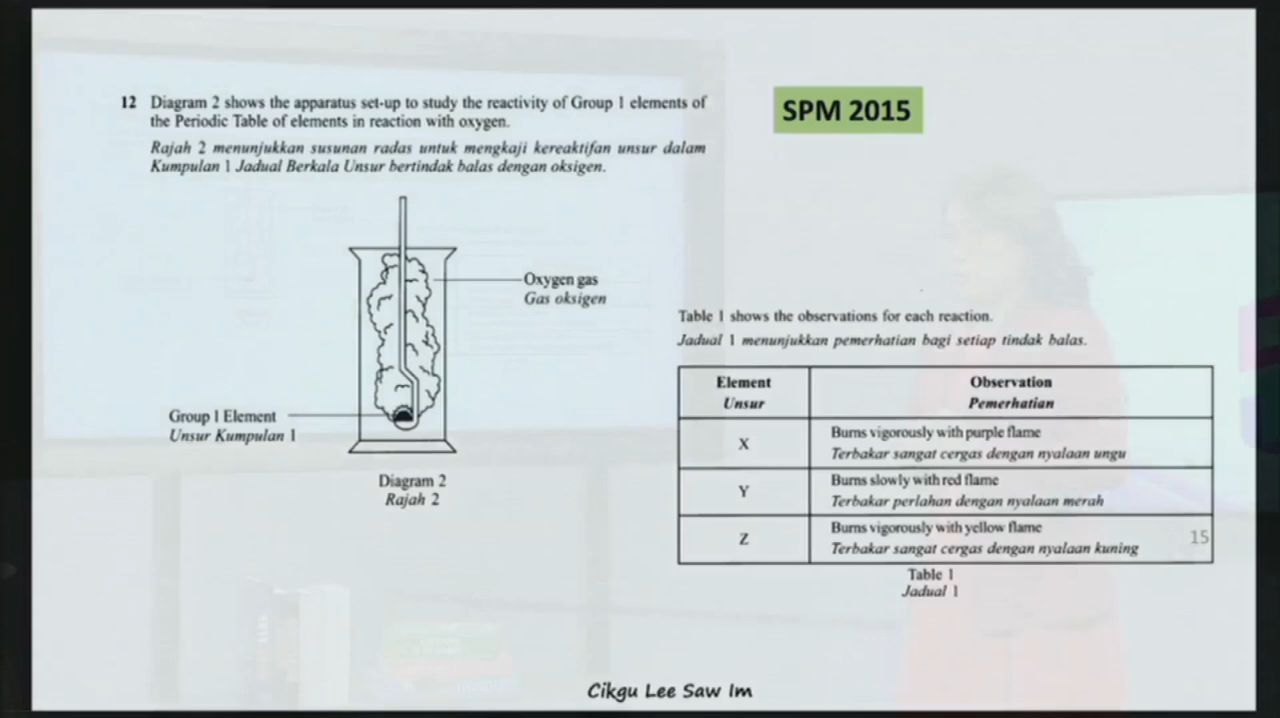 12 Diagram 2 shows the apparatus set-up to study the reactivity of Group 1 elements of
the Periodic Table of elements in reaction with oxygen.
Rajah 2 menunjukkan susunan radas untuk mengkaji kereaktifan unsur dalam
Kumpulan 1 Jadual Berkala Unsur bertindak balas dengan oksigen.
SPM 2015
Oxygen gas
Gas oksigen
Group 1 Element
Unsur Kumpulan 1
Diagram 2
Rajah 2
Table 1 shows the observations for each reaction.
Jadual 1 menunjukkan pemerhatian bagi setiap tindak balas.
Element Observation
Unsur Pemerhatian
X Burns vigorously with purple flame
Terbakar sangat cergas dengan nyalaan ungu
Y Burns slowly with red flame
Terbakar perlahan dengan nyalaan merah
Z Burns vigorously with yellow flame
Terbakar sangat cergas dengan nyalaan kuning
15
Table 1
Jadual 1
Cikgu Lee Saw Im